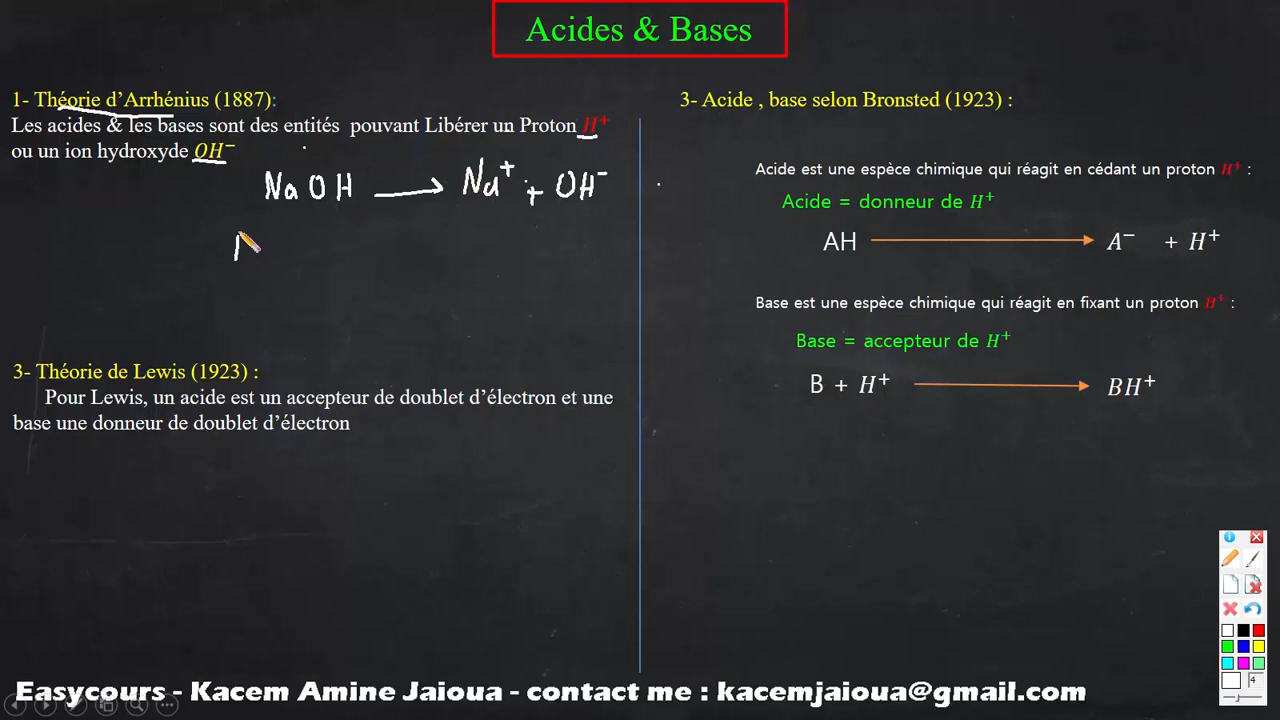 Acides & Bases
1- Théorie d'Arrhénius (1887):
Les acides & les bases sont des entités pouvant Libérer un Proton H⁺
ou un ion hydroxyde OH⁻
NaOH → Na⁺ + OH⁻
3- Théorie de Lewis (1923) :
Pour Lewis, un acide est un accepteur de doublet d'électron et une
base une donneur de doublet d'électron
3- Acide , base selon Bronsted (1923) :
Acide est une espèce chimique qui réagit en cédant un proton H⁺ :
Acide = donneur de H⁺
AH → A⁻ + H⁺
Base est une espèce chimique qui réagit en fixant un proton H⁺ :
Base = accepteur de H⁺
B + H⁺ → BH⁺
4
Easycours - Kacem Amine Jaioua - contact me : kacemjaioua@gmail.com